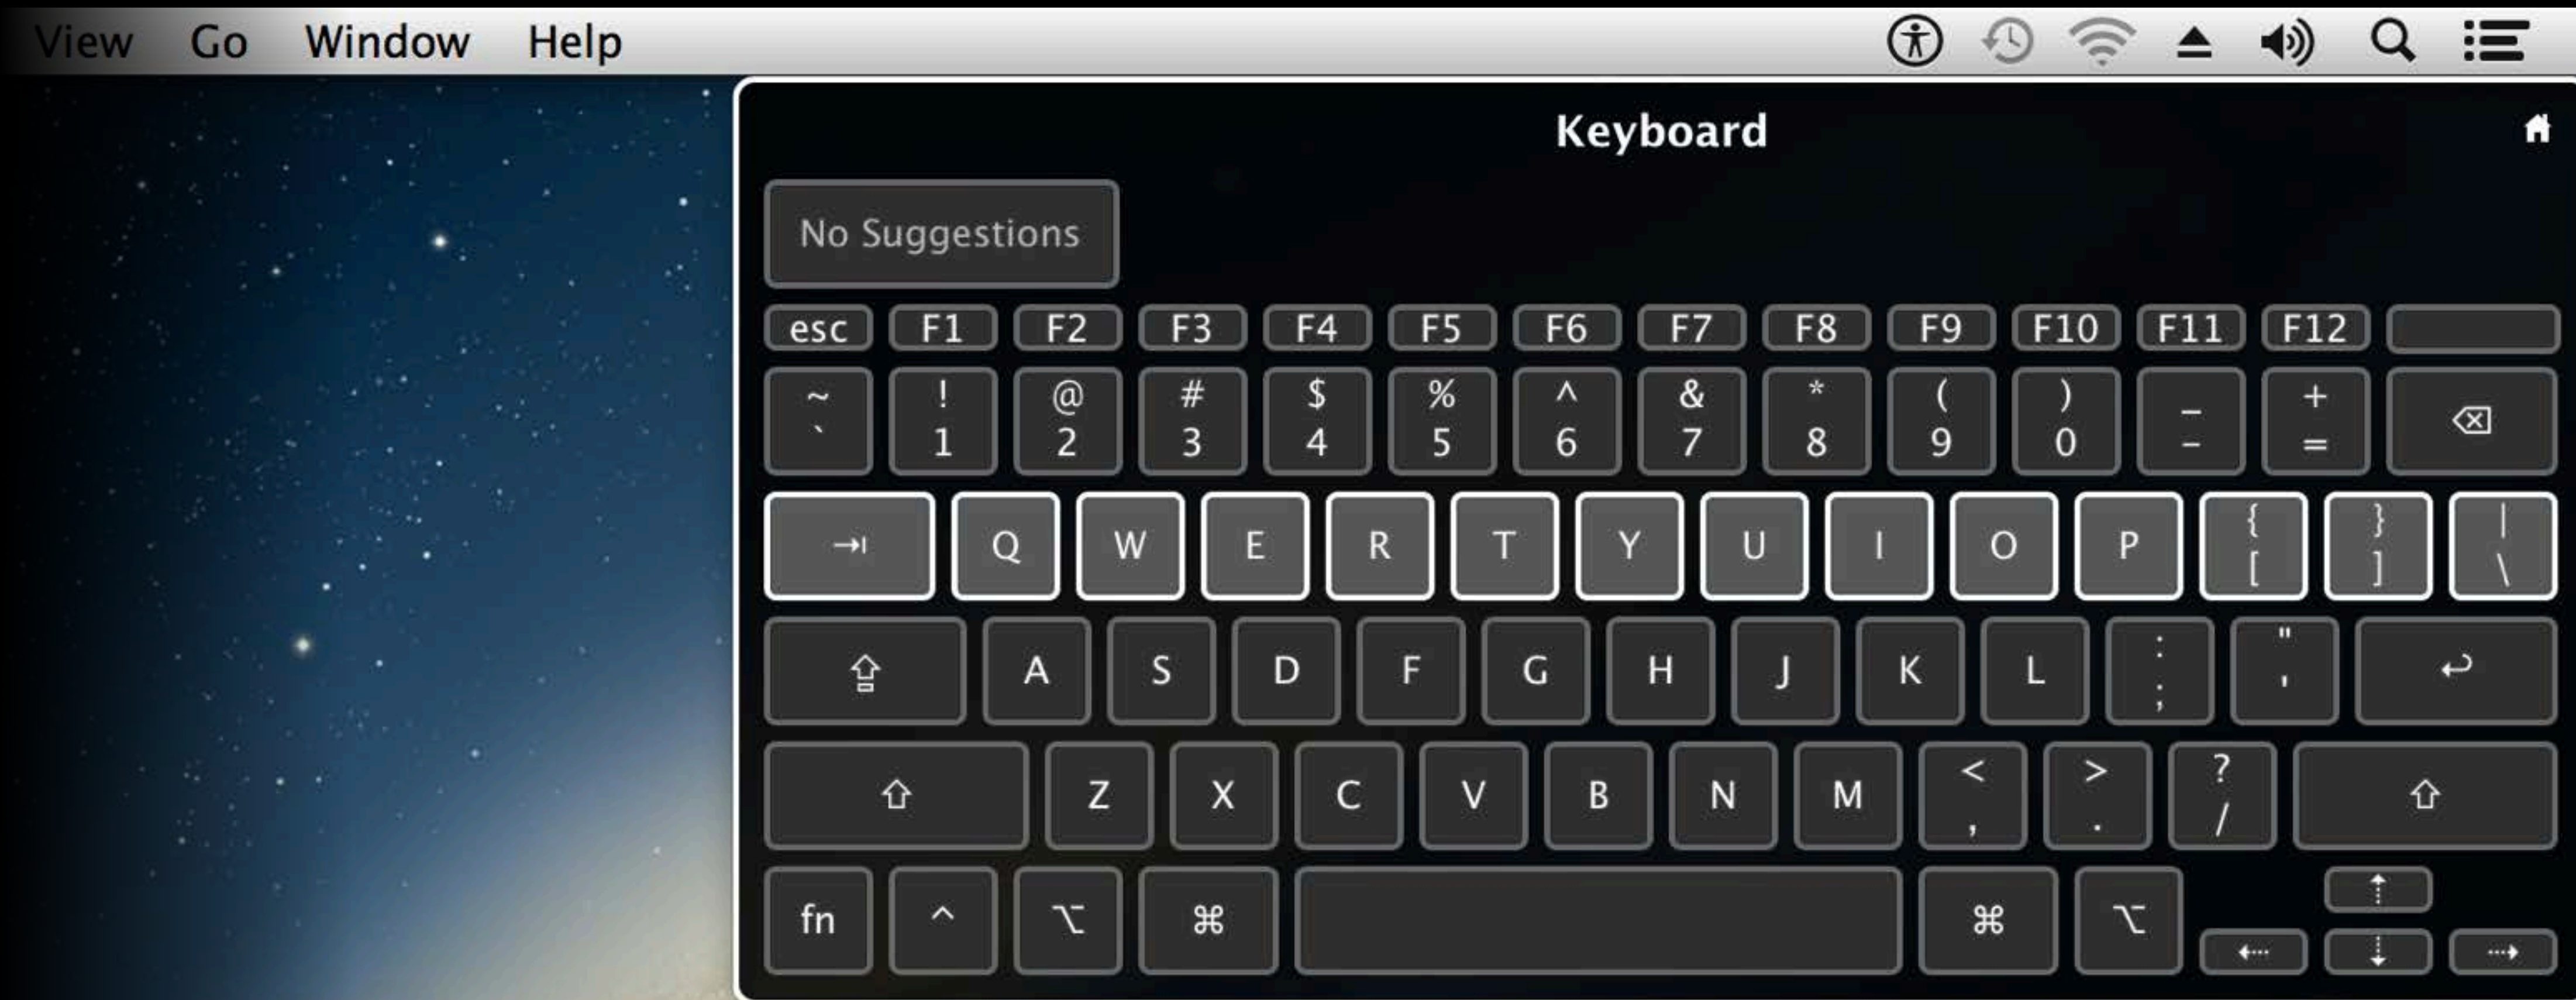 View Go Window Help
Keyboard
No Suggestions
esc F1 F2 F3 F4 F5 F6 F7 F8 F9 F10 F11 F12
~ ! @ # $ % ^ & * ( ) _ +
` 1 2 3 4 5 6 7 8 9 0 - =
Q W E R T Y U I O P { } |
[ ] \
A S D F G H J K L : "
; '
Z X C V B N M < > ?
, . /
fn ^ ⌥ ⌘ ⌘ ⌥